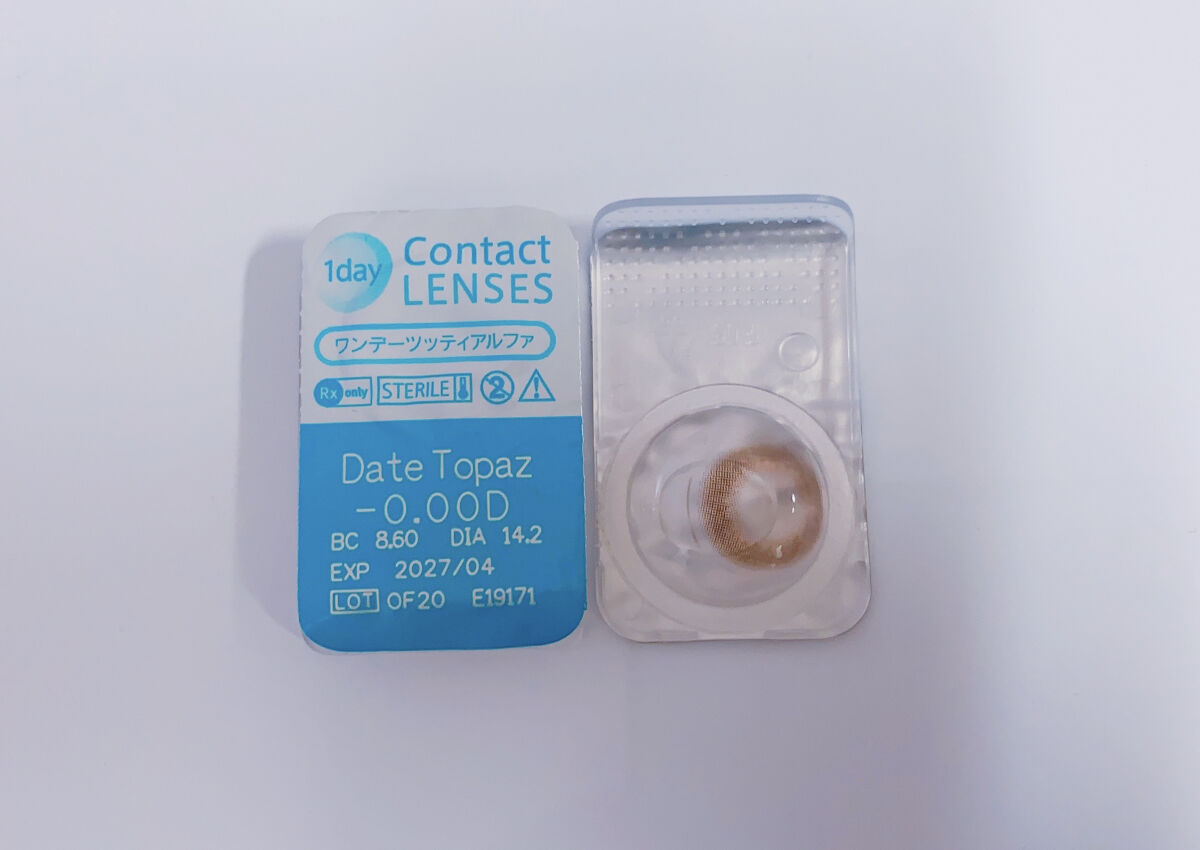 1day
Contact
LENSES
ワンデーツッティアルファ
Rx only
STERILE
2
Date Topaz
-0.00D
BC 8.60 DIA 14.2
EXP 2027/04
LOT OF20 E19171